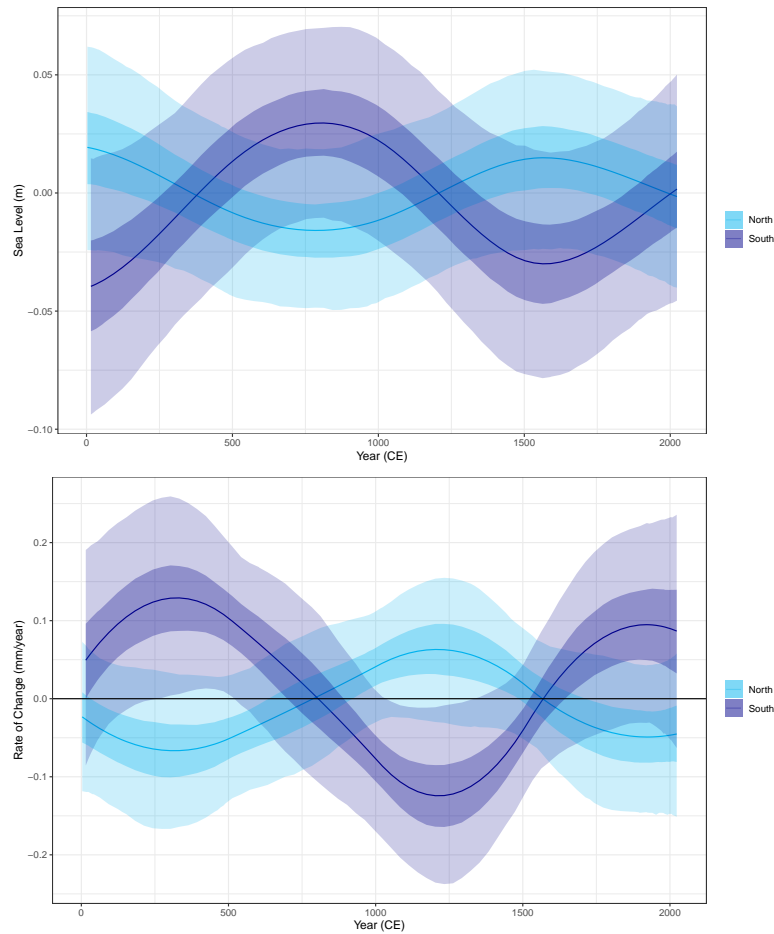 0.05
0.00
−0.05
−0.10
Sea Level (m)
0
500
1000
1500
2000
Year (CE)
North
South
0.2
0.1
0.0
−0.1
−0.2
Rate of Change (mm/year)
0
500
1000
1500
2000
Year (CE)
North
South